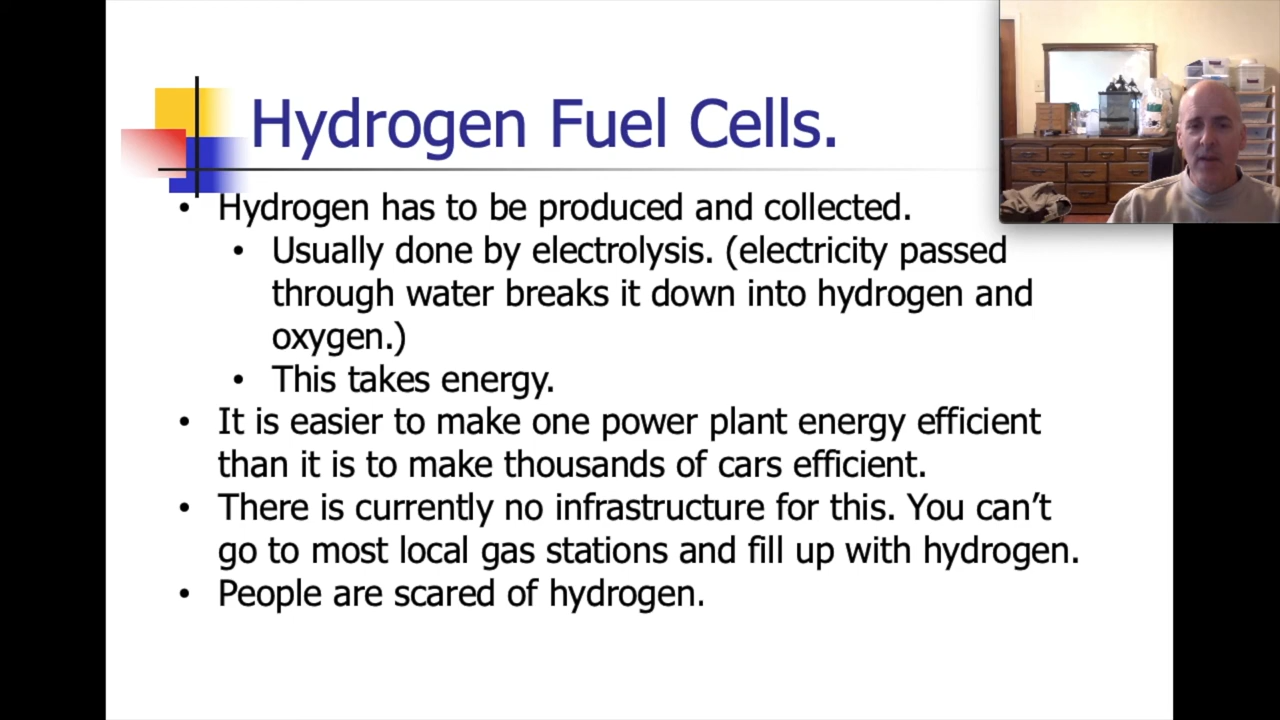 Hydrogen Fuel Cells.
• Hydrogen has to be produced and collected.
• Usually done by electrolysis. (electricity passed
through water breaks it down into hydrogen and
oxygen.)
• This takes energy.
• It is easier to make one power plant energy efficient
than it is to make thousands of cars efficient.
• There is currently no infrastructure for this. You can’t
go to most local gas stations and fill up with hydrogen.
• People are scared of hydrogen.